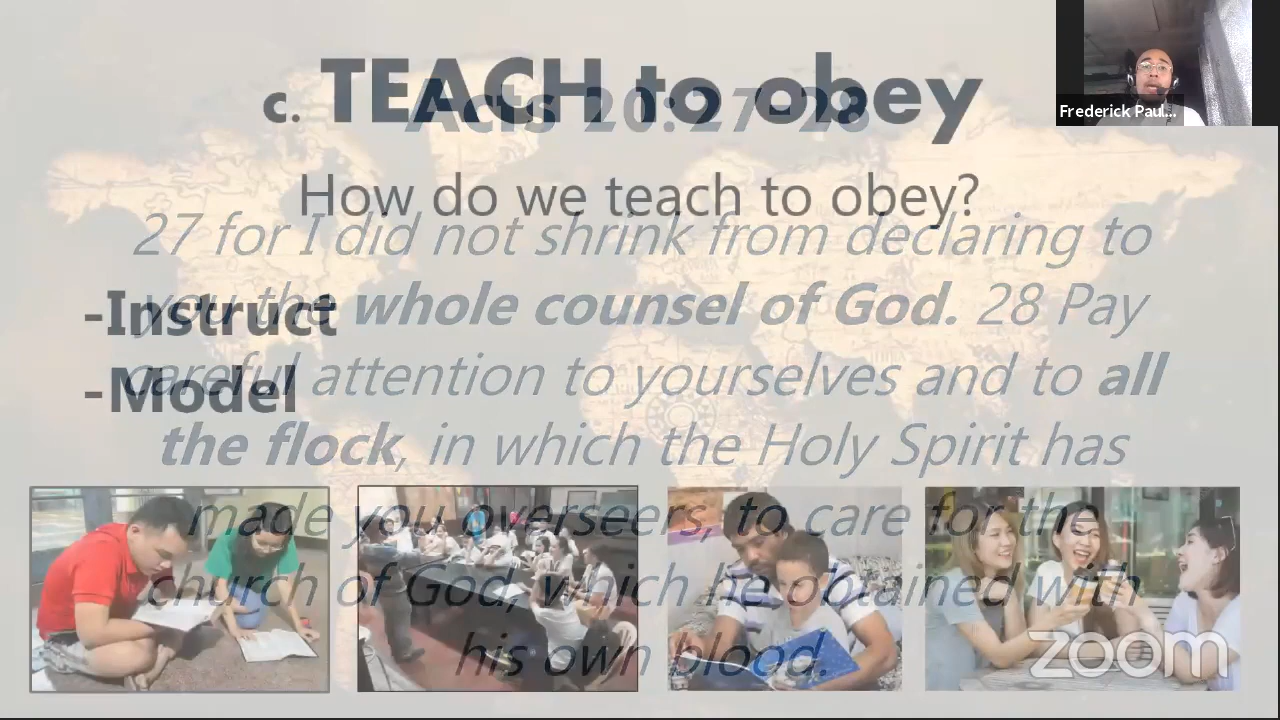 c. TEACH to obey
How do we teach to obey?
-Instruct
-Model
Acts 20:27-28
27 for I did not shrink from declaring to
you the whole counsel of God. 28 Pay
careful attention to yourselves and to all
the flock, in which the Holy Spirit has
made you overseers, to care for the
church of God, which he obtained with
his own blood.
Frederick Paul...
zoom